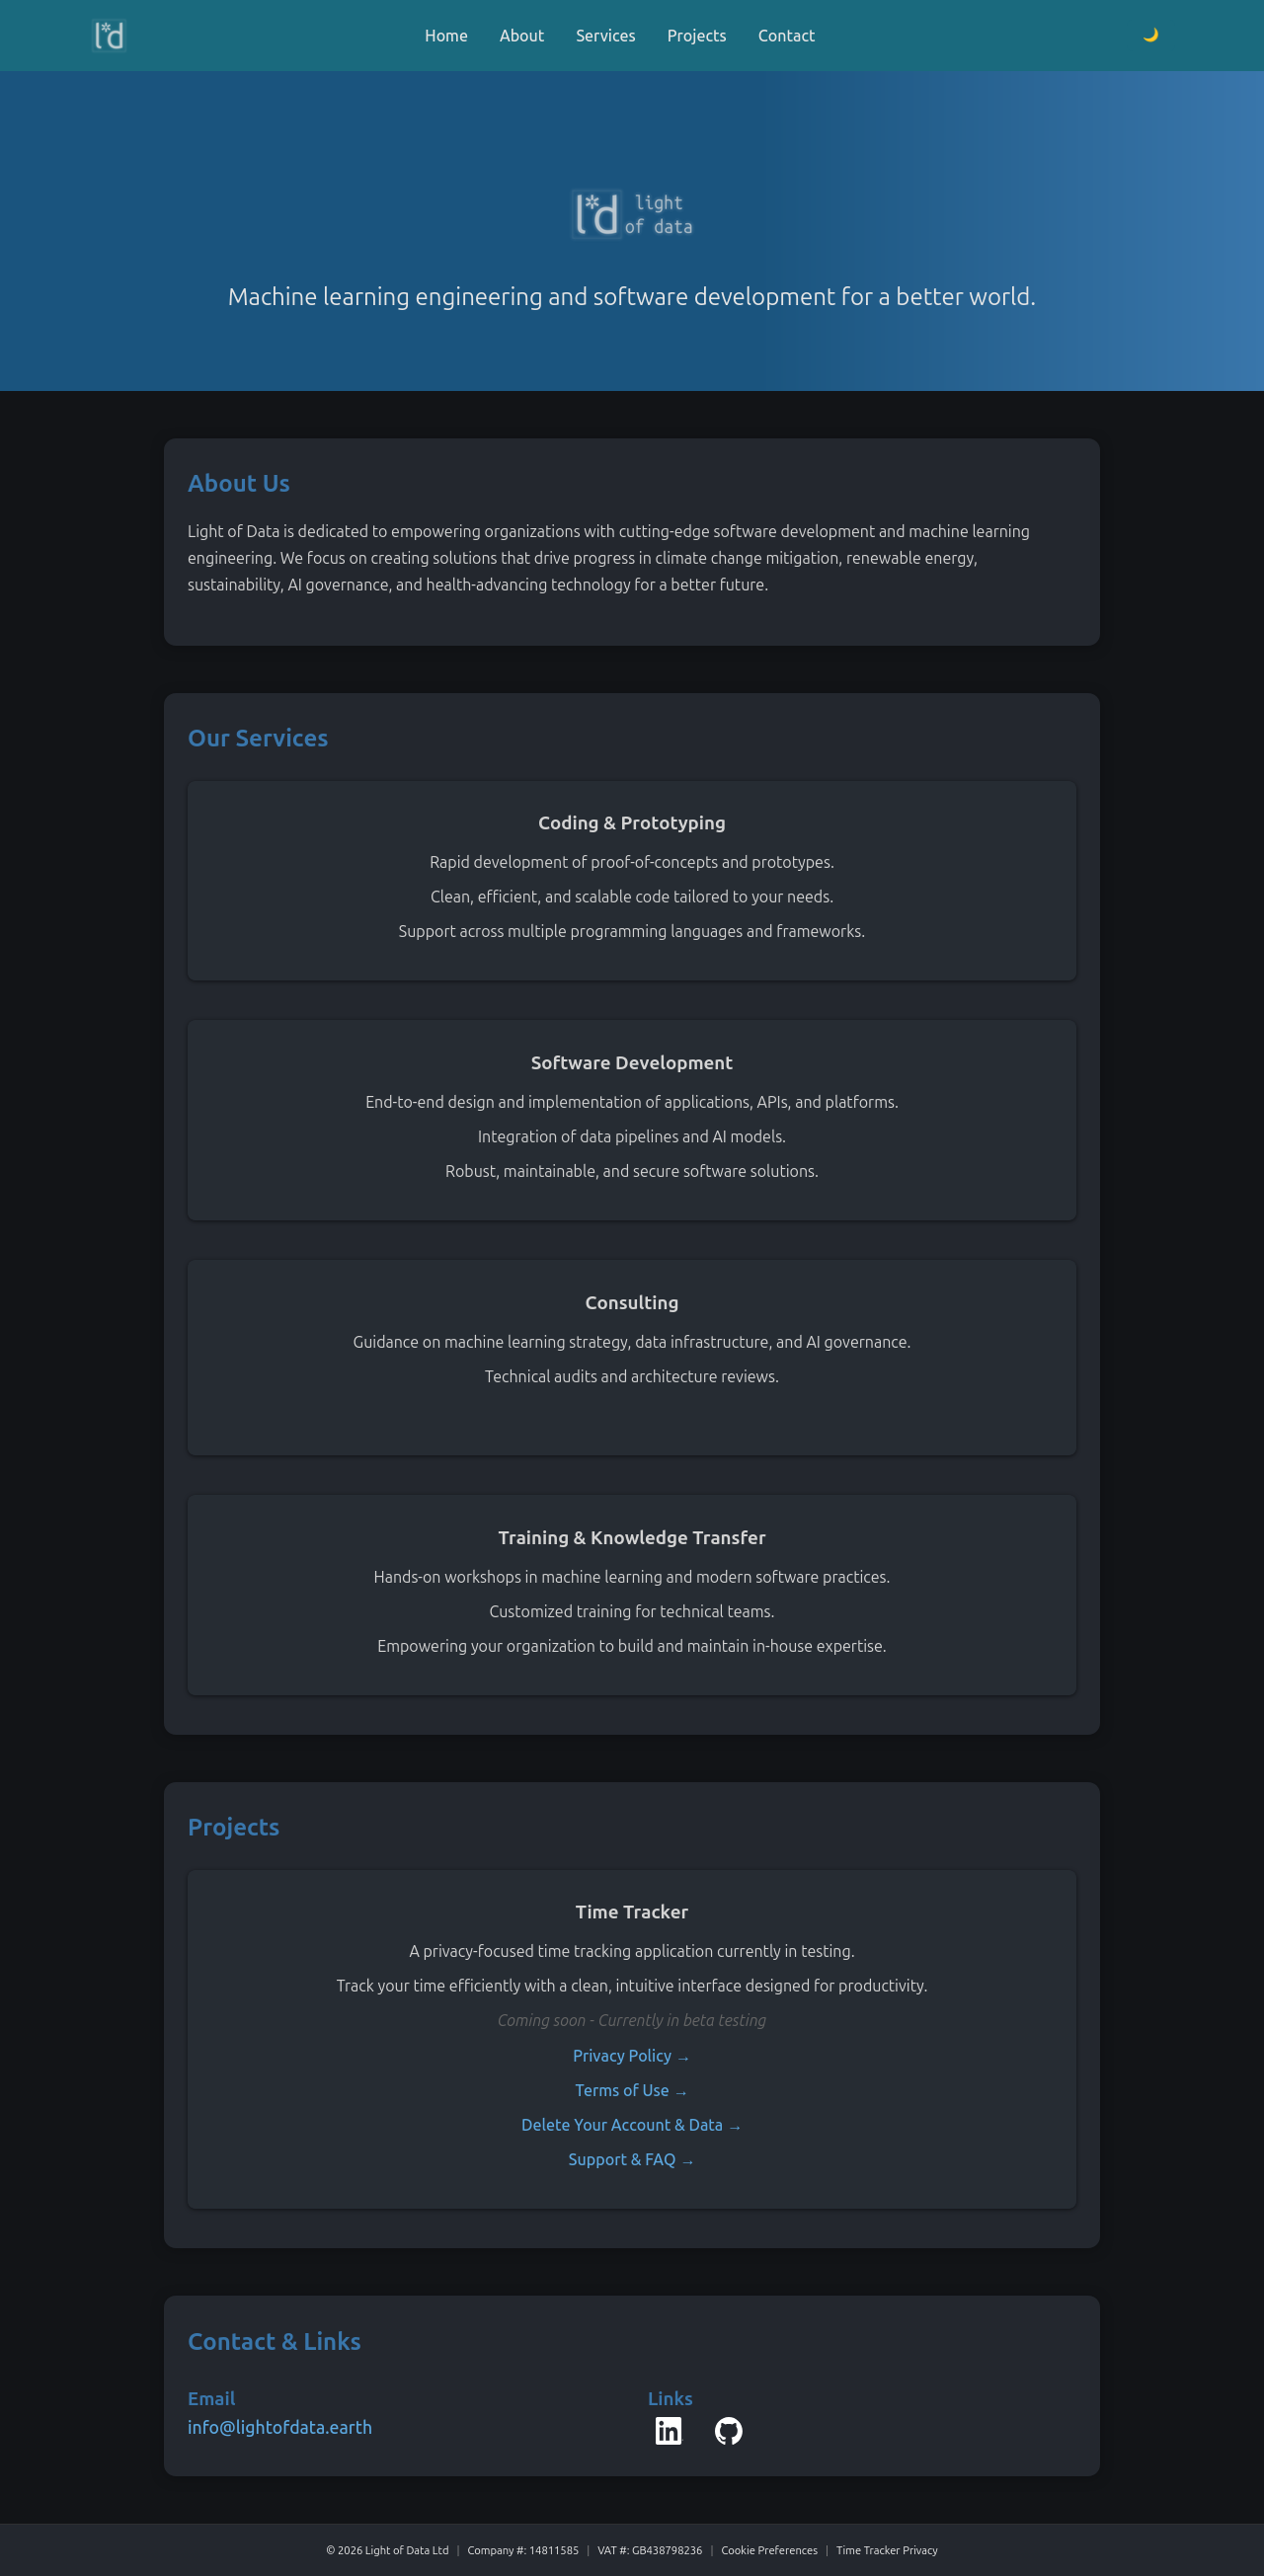 l*d
Home About Services Projects Contact
l*d light
of data
Machine learning engineering and software development for a better world.
About Us
Light of Data is dedicated to empowering organizations with cutting-edge software development and machine learning
engineering. We focus on creating solutions that drive progress in climate change mitigation, renewable energy,
sustainability, AI governance, and health-advancing technology for a better future.
Our Services
Coding & Prototyping
Rapid development of proof-of-concepts and prototypes.
Clean, efficient, and scalable code tailored to your needs.
Support across multiple programming languages and frameworks.
Software Development
End-to-end design and implementation of applications, APIs, and platforms.
Integration of data pipelines and AI models.
Robust, maintainable, and secure software solutions.
Consulting
Guidance on machine learning strategy, data infrastructure, and AI governance.
Technical audits and architecture reviews.
Training & Knowledge Transfer
Hands-on workshops in machine learning and modern software practices.
Customized training for technical teams.
Empowering your organization to build and maintain in-house expertise.
Projects
Time Tracker
A privacy-focused time tracking application currently in testing.
Track your time efficiently with a clean, intuitive interface designed for productivity.
Coming soon - Currently in beta testing
Privacy Policy →
Terms of Use →
Delete Your Account & Data →
Support & FAQ →
Contact & Links
Email
info@lightofdata.earth
Links
in
© 2026 Light of Data Ltd | Company #: 14811585 | VAT #: GB438798236 | Cookie Preferences | Time Tracker Privacy